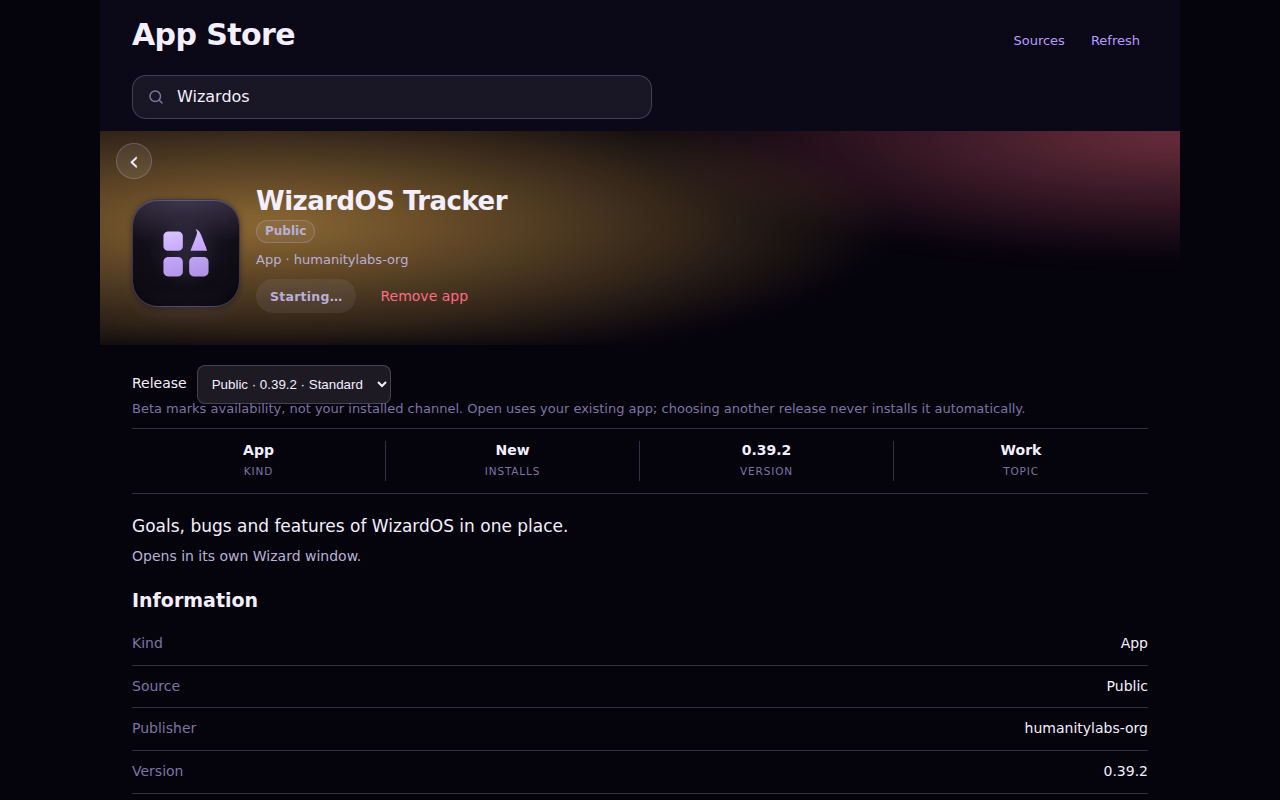 App Store
Sources
Refresh
Wizardos
WizardOS Tracker
Public
App · humanitylabs-org
Starting…
Remove app
Release
Public · 0.39.2 · Standard
Beta marks availability, not your installed channel. Open uses your existing app; choosing another release never installs it automatically.
App
KIND
New
INSTALLS
0.39.2
VERSION
Work
TOPIC
Goals, bugs and features of WizardOS in one place.
Opens in its own Wizard window.
Information
Kind
App
Source
Public
Publisher
humanitylabs-org
Version
0.39.2